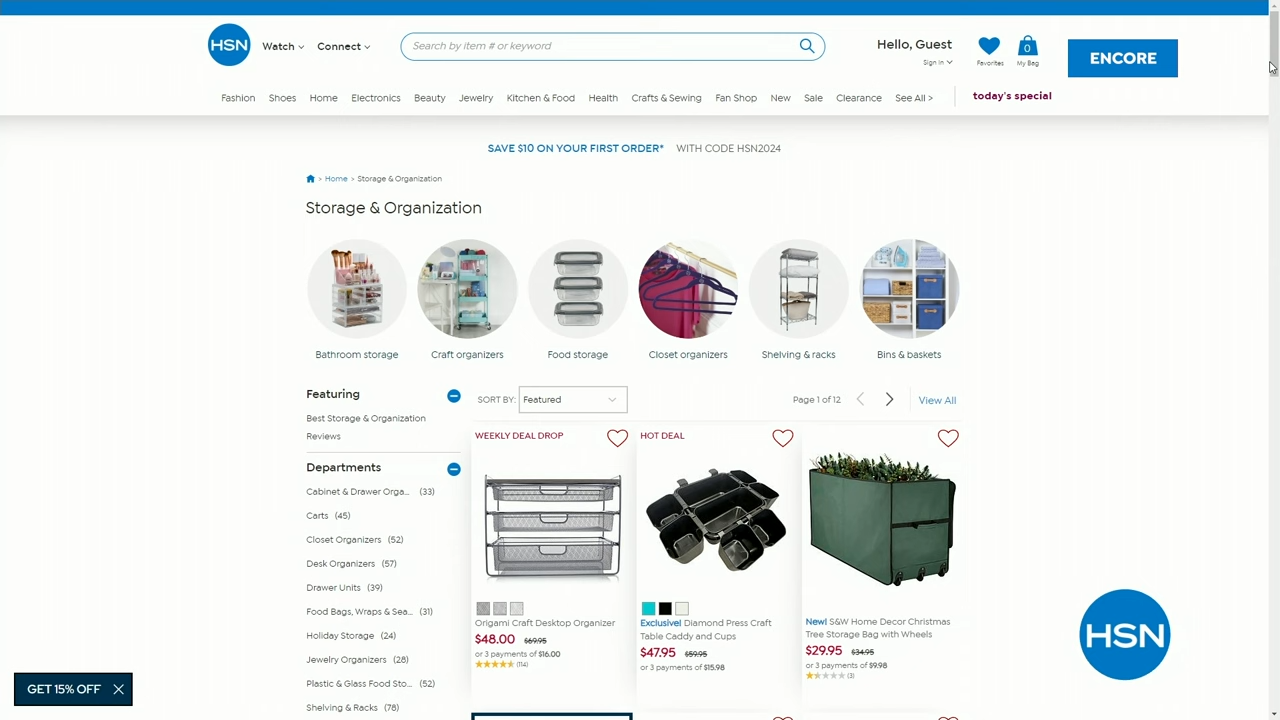 HSN
Watch
Connect
Search by item # or keyword
Hello, Guest
Sign In
Favorites
0
My Bag
ENCORE
Fashion
Shoes
Home
Electronics
Beauty
Jewelry
Kitchen & Food
Health
Crafts & Sewing
Fan Shop
New
Sale
Clearance
See All >
today's special
SAVE $10 ON YOUR FIRST ORDER* WITH CODE HSN2024
> Home > Storage & Organization
Storage & Organization
Bathroom storage
Craft organizers
Food storage
Closet organizers
Shelving & racks
Bins & baskets
Featuring
Best Storage & Organization
Reviews
Departments
Cabinet & Drawer Orga... (33)
Carts (45)
Closet Organizers (52)
Desk Organizers (57)
Drawer Units (39)
Food Bags, Wraps & Sea... (31)
Holiday Storage (24)
Jewelry Organizers (28)
Plastic & Glass Food Sto... (52)
Shelving & Racks (78)
SORT BY: Featured
Page 1 of 12
View All
WEEKLY DEAL DROP
Origami Craft Desktop Organizer
$48.00 $69.95
or 3 payments of $16.00
(114)
HOT DEAL
Exclusive! Diamond Press Craft
Table Caddy and Cups
$47.95 $59.95
or 3 payments of $15.98
New! S&W Home Decor Christmas
Tree Storage Bag with Wheels
$29.95 $34.95
or 3 payments of $9.98
(3)
GET 15% OFF
HSN